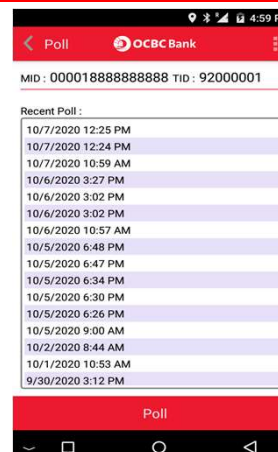 4:59 P
Poll
OCBC Bank
MID : 000018888888888 TID : 92000001
Recent Poll :
10/7/2020 12:25 PM
10/7/2020 12:24 PM
10/7/2020 10:59 AM
10/6/2020 3:27 PM
10/6/2020 3:02 PM
10/6/2020 3:02 PM
10/6/2020 10:57 AM
10/5/2020 6:48 PM
10/5/2020 6:47 PM
10/5/2020 6:34 PM
10/5/2020 6:30 PM
10/5/2020 6:26 PM
10/5/2020 9:00 AM
10/2/2020 8:44 AM
10/1/2020 10:53 AM
9/30/2020 3:12 PM
Poll